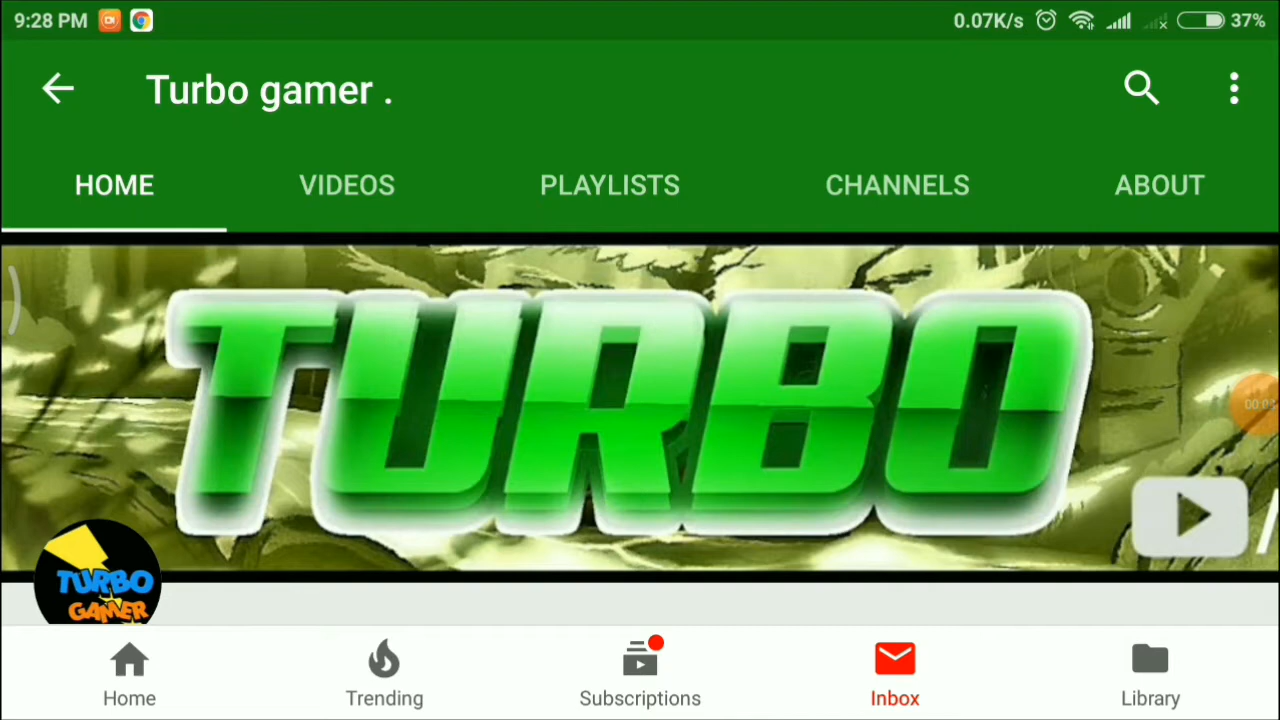 9:28 PM 0.07K/s 37%
Turbo gamer .
HOME VIDEOS PLAYLISTS CHANNELS ABOUT
TURBO
TURBO
GAMER
Home Trending Subscriptions Inbox Library